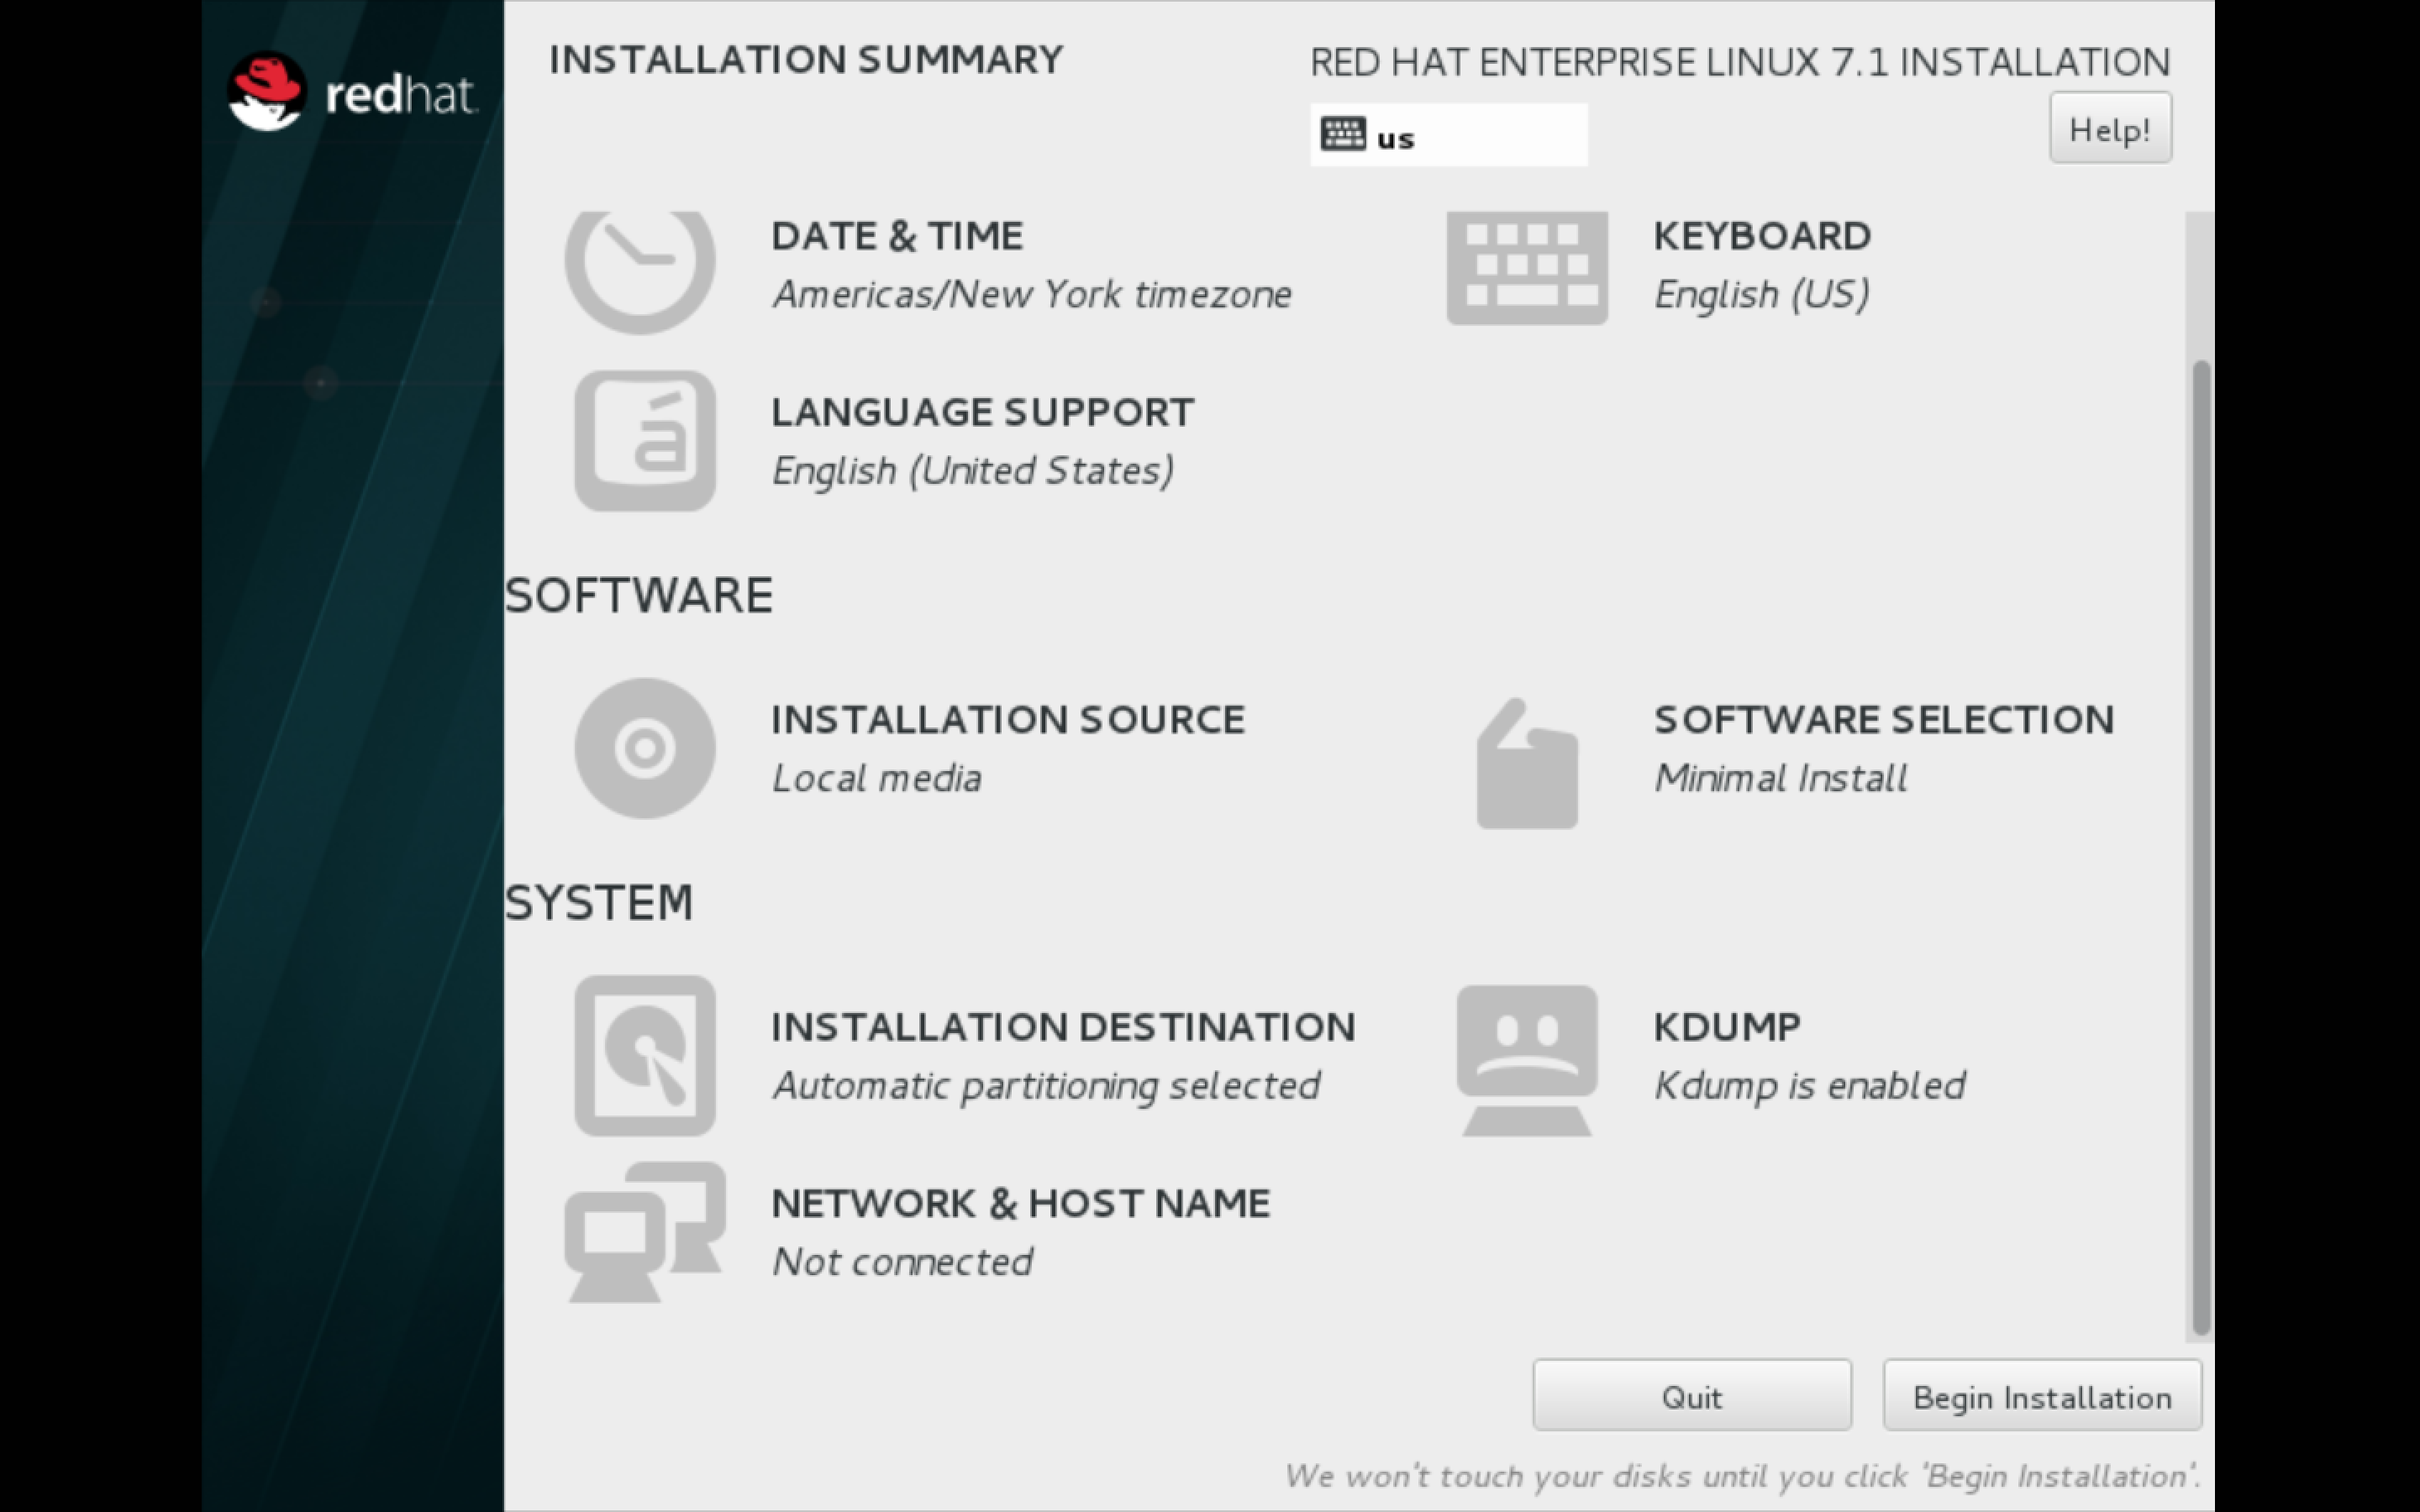 redhat.
INSTALLATION SUMMARY
RED HAT ENTERPRISE LINUX 7.1 INSTALLATION
us
Help!
DATE & TIME
Americas/New York timezone
KEYBOARD
English (US)
á
LANGUAGE SUPPORT
English (United States)
SOFTWARE
INSTALLATION SOURCE
Local media
SOFTWARE SELECTION
Minimal Install
SYSTEM
INSTALLATION DESTINATION
Automatic partitioning selected
KDUMP
Kdump is enabled
NETWORK & HOST NAME
Not connected
Quit
Begin Installation
We won't touch your disks until you click 'Begin Installation'.